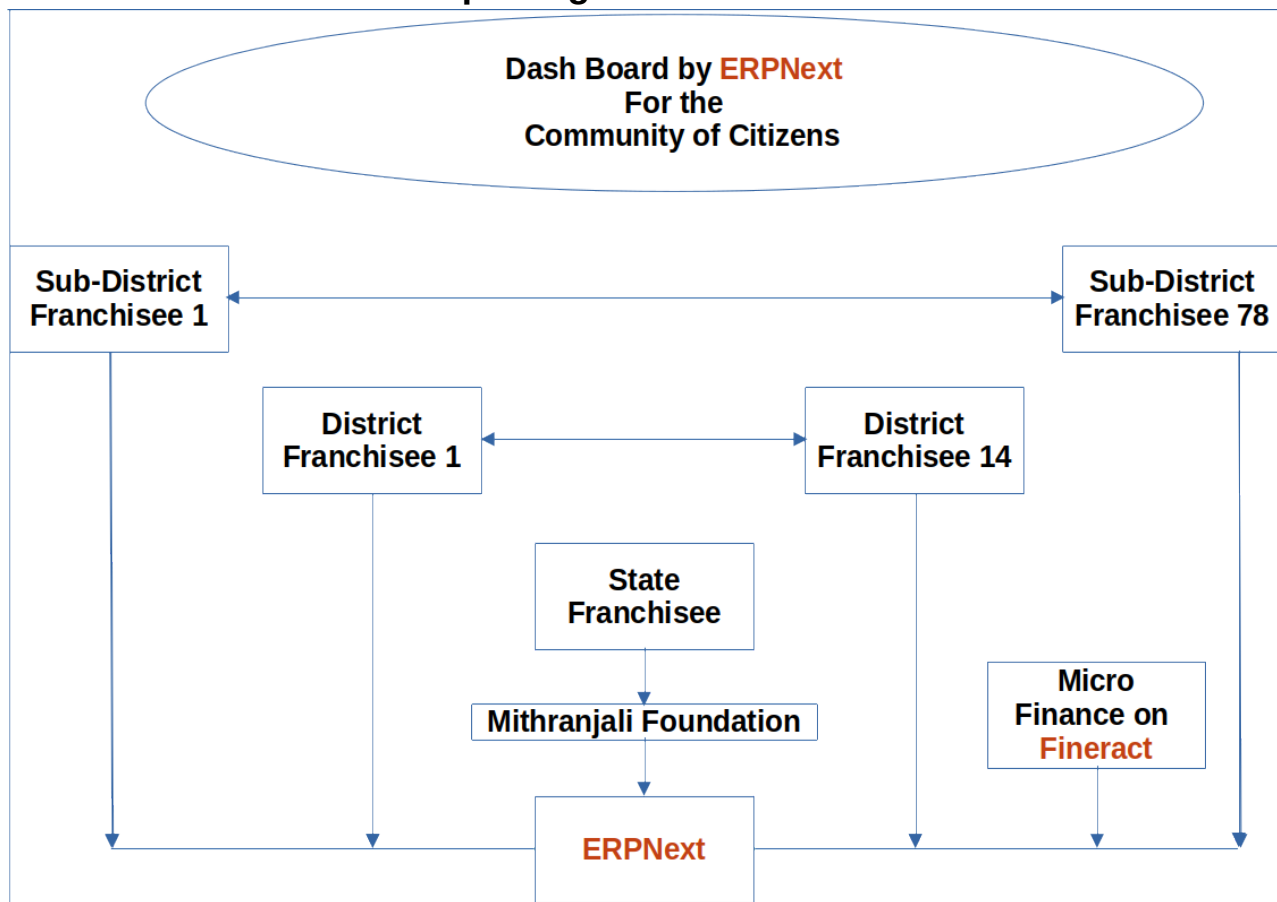 Dash Board by ERPNext
For the
Community of Citizens
Sub-District
Franchisee 1
Sub-District
Franchisee 78
District
Franchisee 1
District
Franchisee 14
State
Franchisee
Mithranjali Foundation
Micro
Finance on
Fineract
ERPNext